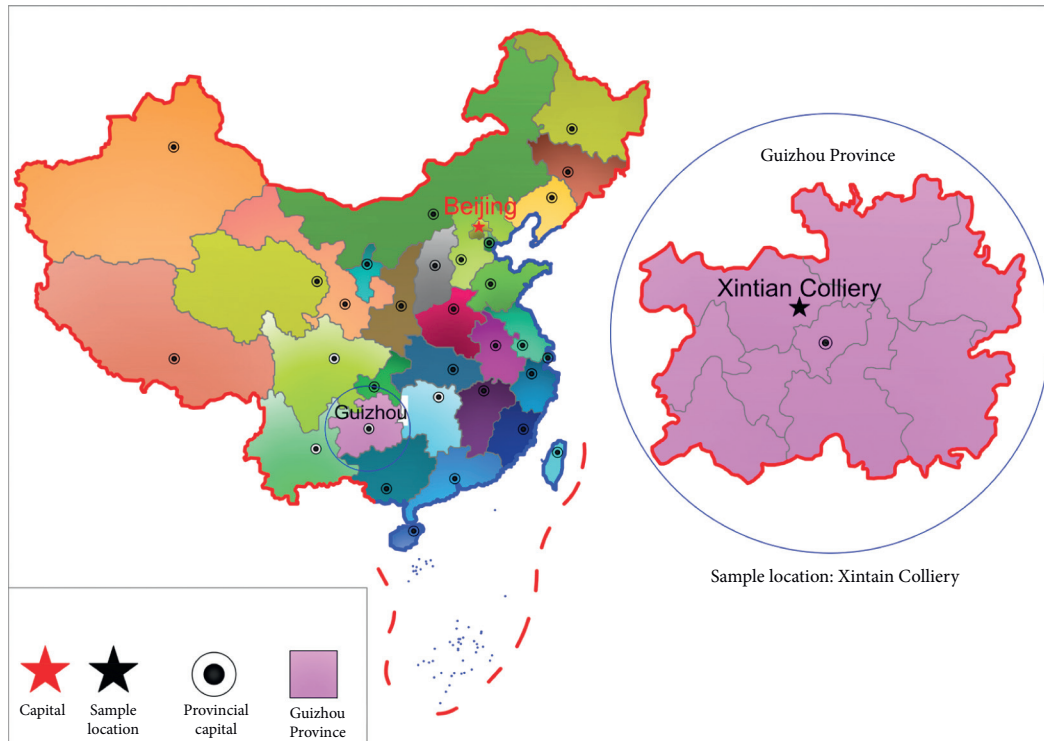 Beijing
Guizhou
Guizhou Province
Xintian Colliery
Sample location: Xintain Colliery
Capital
Sample
location
Provincial
capital
Guizhou
Province